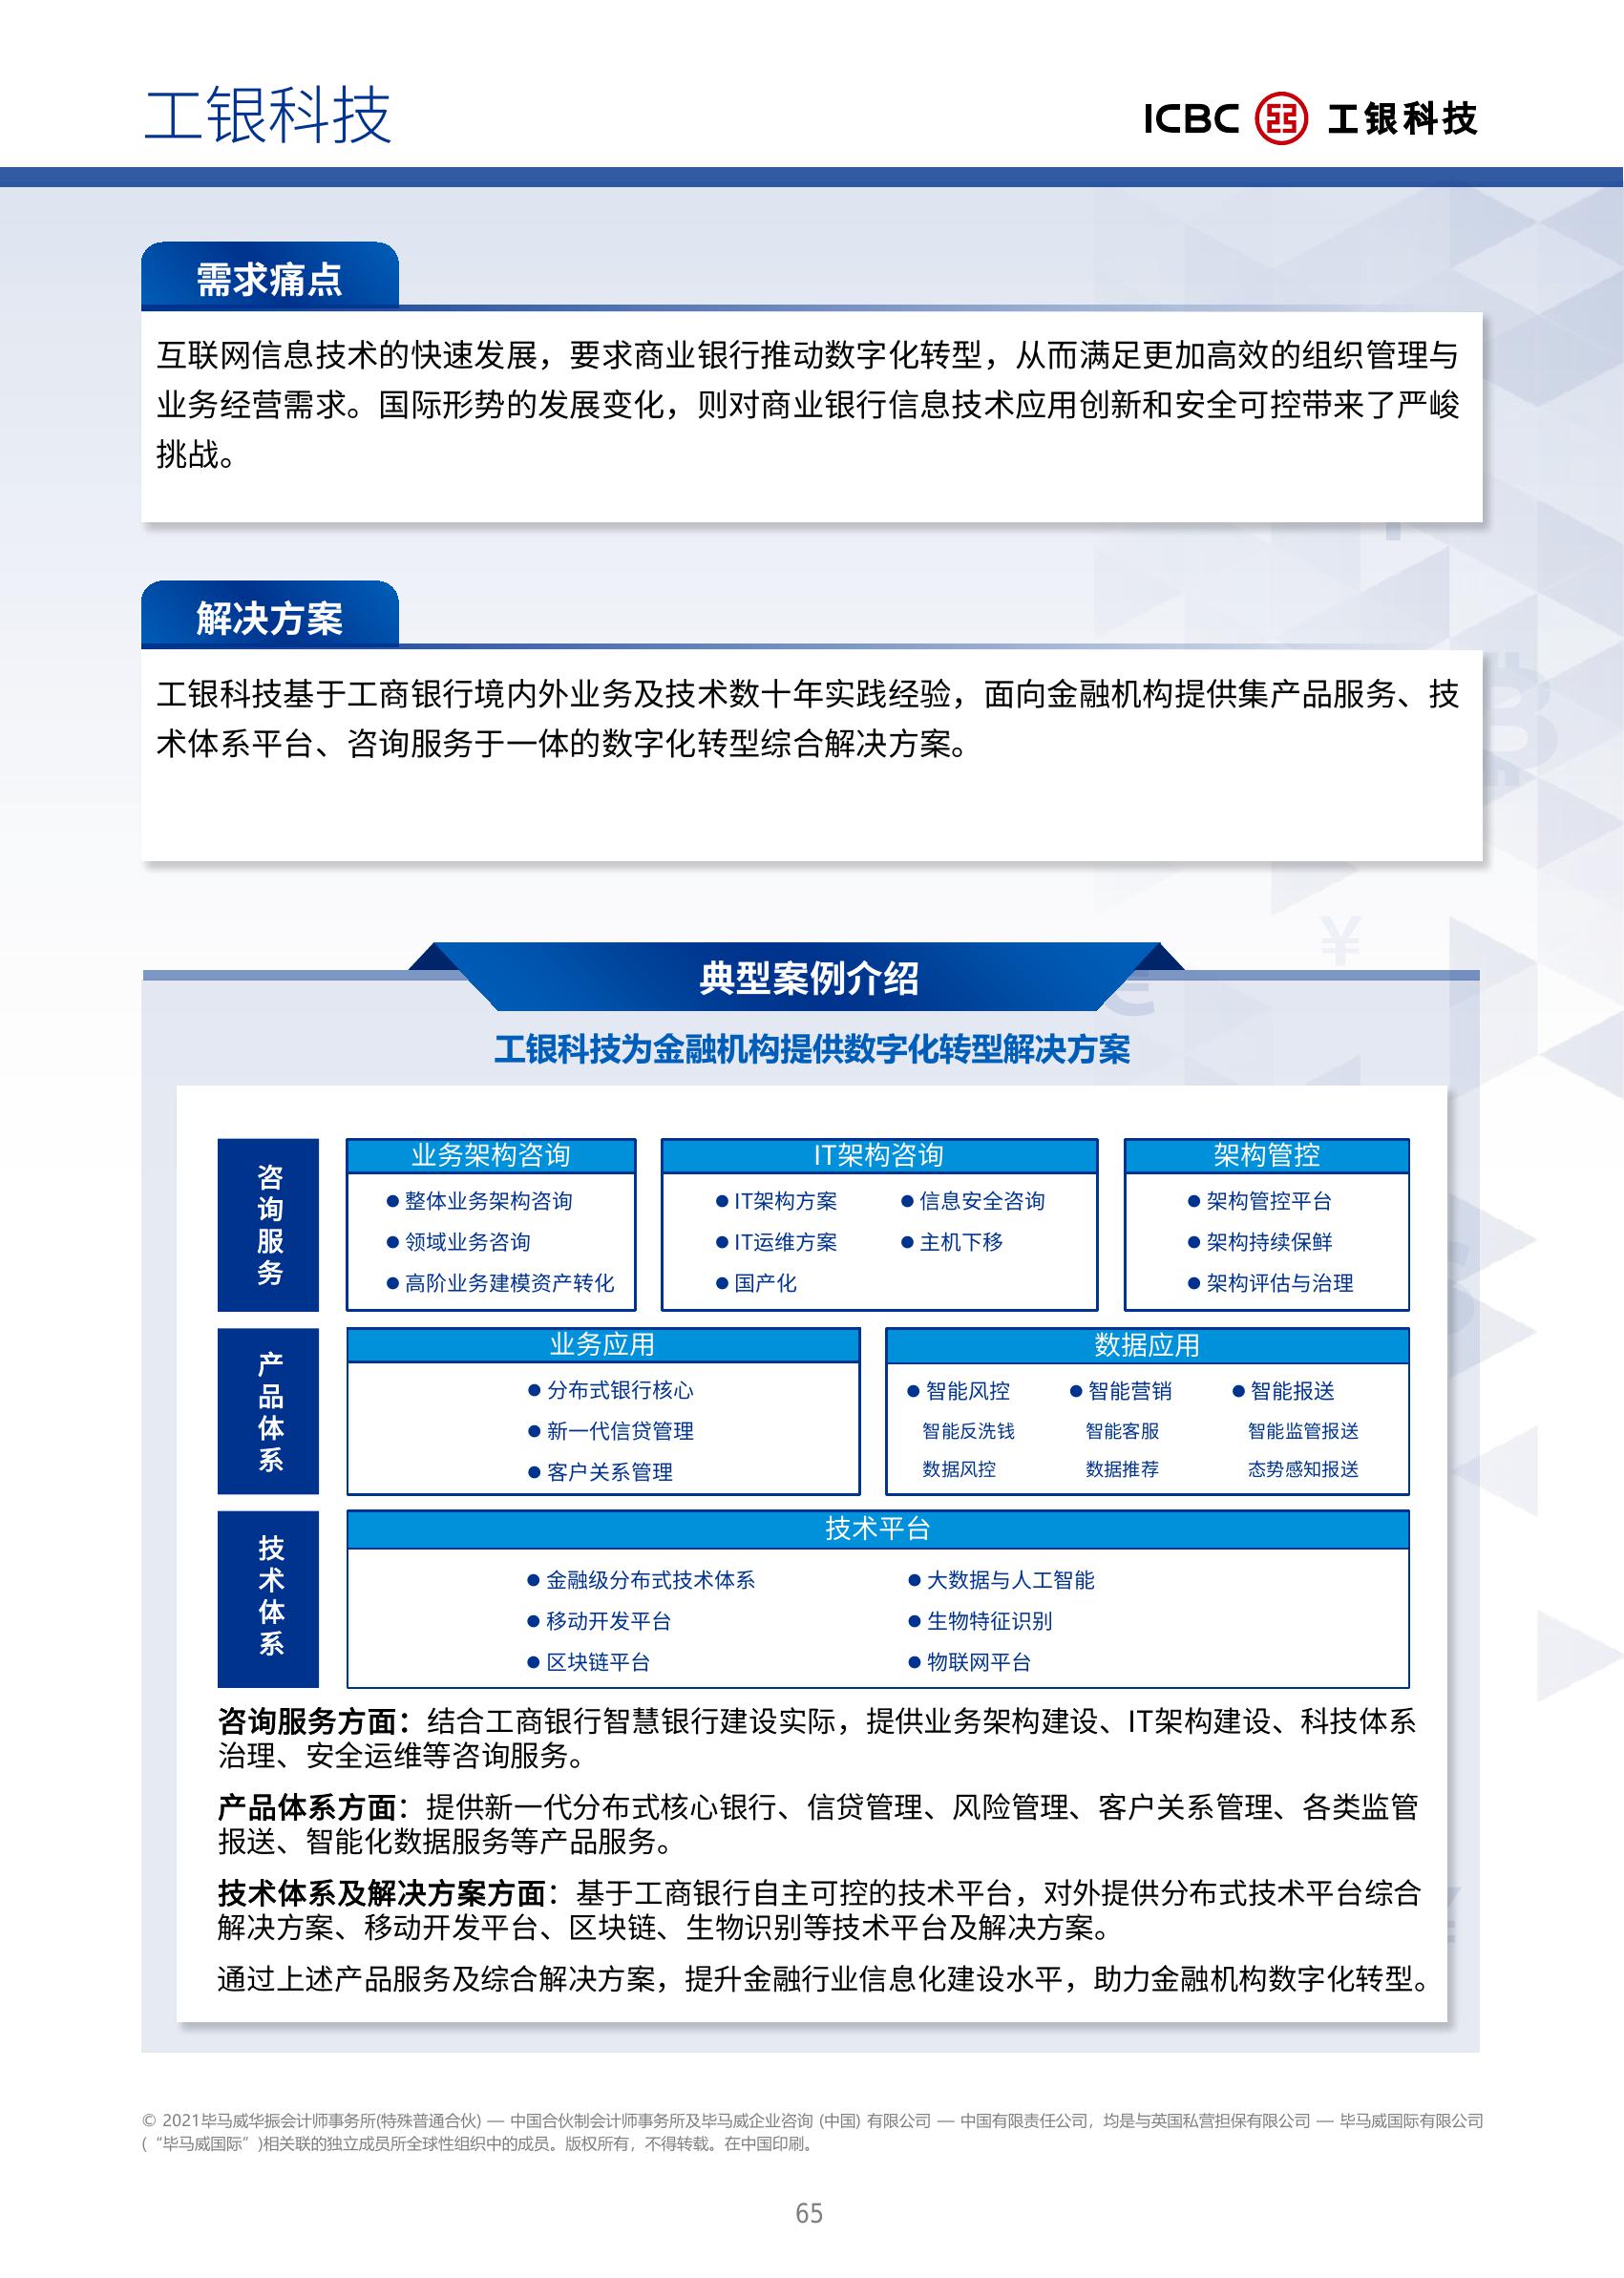 工银科技
ICBC 工银科技
需求痛点
互联网信息技术的快速发展，要求商业银行推动数字化转型，从而满足更加高效的组织管理与
业务经营需求。国际形势的发展变化，则对商业银行信息技术应用创新和安全可控带来了严峻
挑战。
解决方案
工银科技基于工商银行境内外业务及技术数十年实践经验，面向金融机构提供集产品服务、技
术体系平台、咨询服务于一体的数字化转型综合解决方案。
典型案例介绍
工银科技为金融机构提供数字化转型解决方案
咨询服务
业务架构咨询
● 整体业务架构咨询
● 领域业务咨询
● 高阶业务建模资产转化
IT架构咨询
● IT架构方案 ● 信息安全咨询
● IT运维方案 ● 主机下移
● 国产化
架构管控
● 架构管控平台
● 架构持续保鲜
● 架构评估与治理
产品体系
业务应用
● 分布式银行核心
● 新一代信贷管理
● 客户关系管理
数据应用
● 智能风控 ● 智能营销 ● 智能报送
智能反洗钱 智能客服 智能监管报送
数据风控 数据推荐 态势感知报送
技术体系
技术平台
● 金融级分布式技术体系 ● 大数据与人工智能
● 移动开发平台 ● 生物特征识别
● 区块链平台 ● 物联网平台
咨询服务方面：结合工商银行智慧银行建设实际，提供业务架构建设、IT架构建设、科技体系
治理、安全运维等咨询服务。
产品体系方面：提供新一代分布式核心银行、信贷管理、风险管理、客户关系管理、各类监管
报送、智能化数据服务等产品服务。
技术体系及解决方案方面：基于工商银行自主可控的技术平台，对外提供分布式技术平台综合
解决方案、移动开发平台、区块链、生物识别等技术平台及解决方案。
通过上述产品服务及综合解决方案，提升金融行业信息化建设水平，助力金融机构数字化转型。
© 2021毕马威华振会计师事务所(特殊普通合伙) — 中国合伙制会计师事务所及毕马威企业咨询 (中国) 有限公司 — 中国有限责任公司，均是与英国私营担保有限公司 — 毕马威国际有限公司
(“毕马威国际”)相关联的独立成员所全球性组织中的成员。版权所有，不得转载。在中国印刷。
65